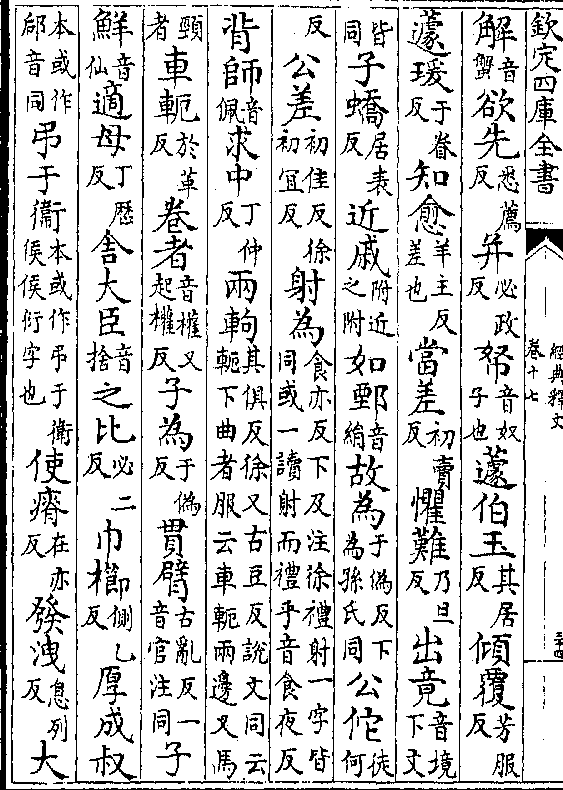 欽定四庫全書
經典釋文
卷十七
解音蟹欲先悉薦反并必政反帑音奴子也蘧伯玉其居反傾覆芳服反
蘧瑗于眷反知愈羊主反差也當差初賣反懼難乃旦反出竟音境下文
皆同子蟜居表反近戚附近之附如鄄音絹故為于偽反下為孫氏同公佗徒何
反公差初佳反徐初宜反射為食亦反下及注徐禮射一字皆同或一讀射而禮乎音食夜反
背師音佩求中丁仲反兩軥其俱反徐又古豆反說文同云軛下曲者服云車軛兩邊叉馬
頸者車軛於革反卷者音權又起權反子為于偽反貫臂古亂反一音官注同子
鮮音仙適母丁歷反舍大臣音捨之比必二反巾櫛側乙反厚成叔
本或作郈音同弔于衛本或作弔于衛侯侯衍字也使瘠在亦反發洩息列反大